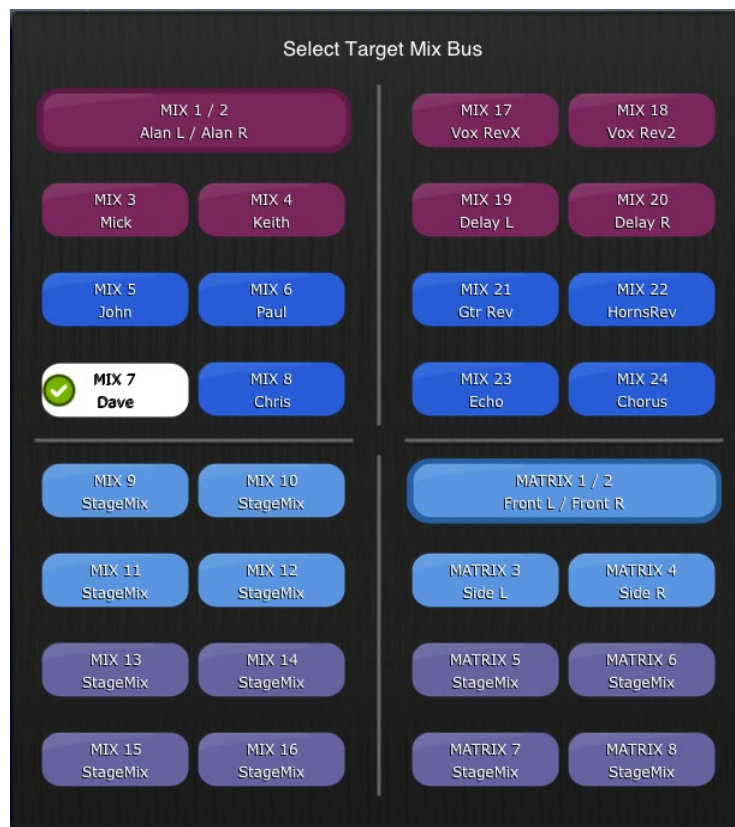 Select Target Mix Bus
MIX 1 / 2
Alan L / Alan R
MIX 17
Vox RevX
MIX 18
Vox Rev2
MIX 3
Mick
MIX 4
Keith
MIX 19
Delay L
MIX 20
Delay R
MIX 5
John
MIX 6
Paul
MIX 21
Gtr Rev
MIX 22
HornsRev
MIX 7
Dave
MIX 8
Chris
MIX 23
Echo
MIX 24
Chorus
MIX 9
StageMix
MIX 10
StageMix
MATRIX 1 / 2
Front L / Front R
MIX 11
StageMix
MIX 12
StageMix
MATRIX 3
Side L
MATRIX 4
Side R
MIX 13
StageMix
MIX 14
StageMix
MATRIX 5
StageMix
MATRIX 6
StageMix
MIX 15
StageMix
MIX 16
StageMix
MATRIX 7
StageMix
MATRIX 8
StageMix